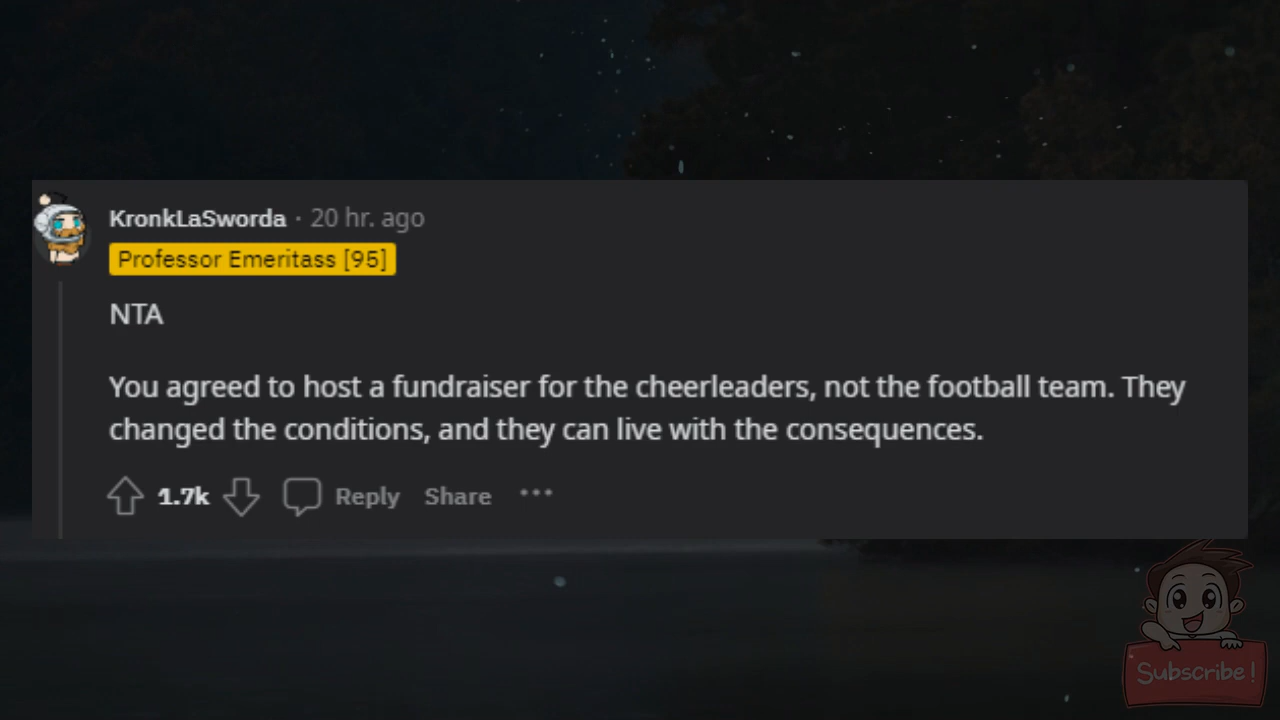 KronkLaSworda · 20 hr. ago
Professor Emeritass [95]
NTA
You agreed to host a fundraiser for the cheerleaders, not the football team. They
changed the conditions, and they can live with the consequences.
1.7k Reply Share ···
Subscribe!